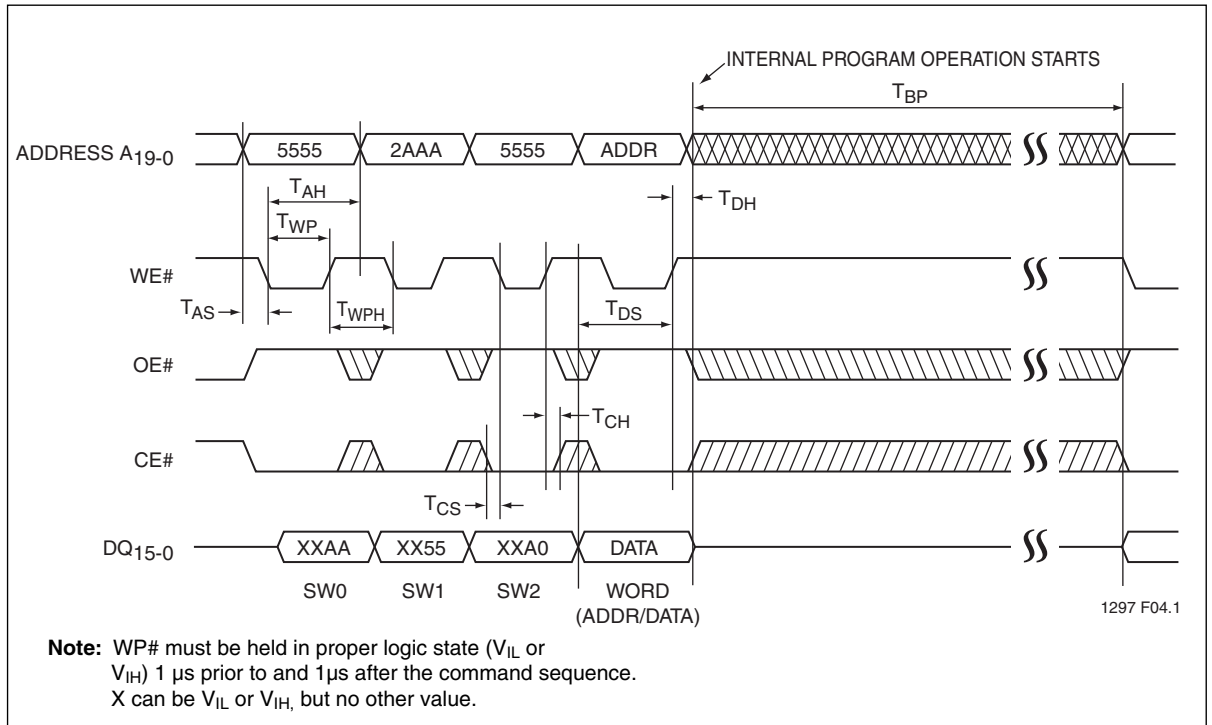 INTERNAL PROGRAM OPERATION STARTS
TBP
ADDRESS A19-0
5555
2AAA
5555
ADDR
TAH
TDH
TWP
WE#
TAS
TWPH
TDS
OE#
TCH
CE#
TCS
DQ15-0
XXAA
XX55
XXA0
DATA
SW0
SW1
SW2
WORD
(ADDR/DATA)
1297 F04.1
Note: WP# must be held in proper logic state (VIL or
VIH) 1 µs prior to and 1µs after the command sequence.
X can be VIL or VIH, but no other value.